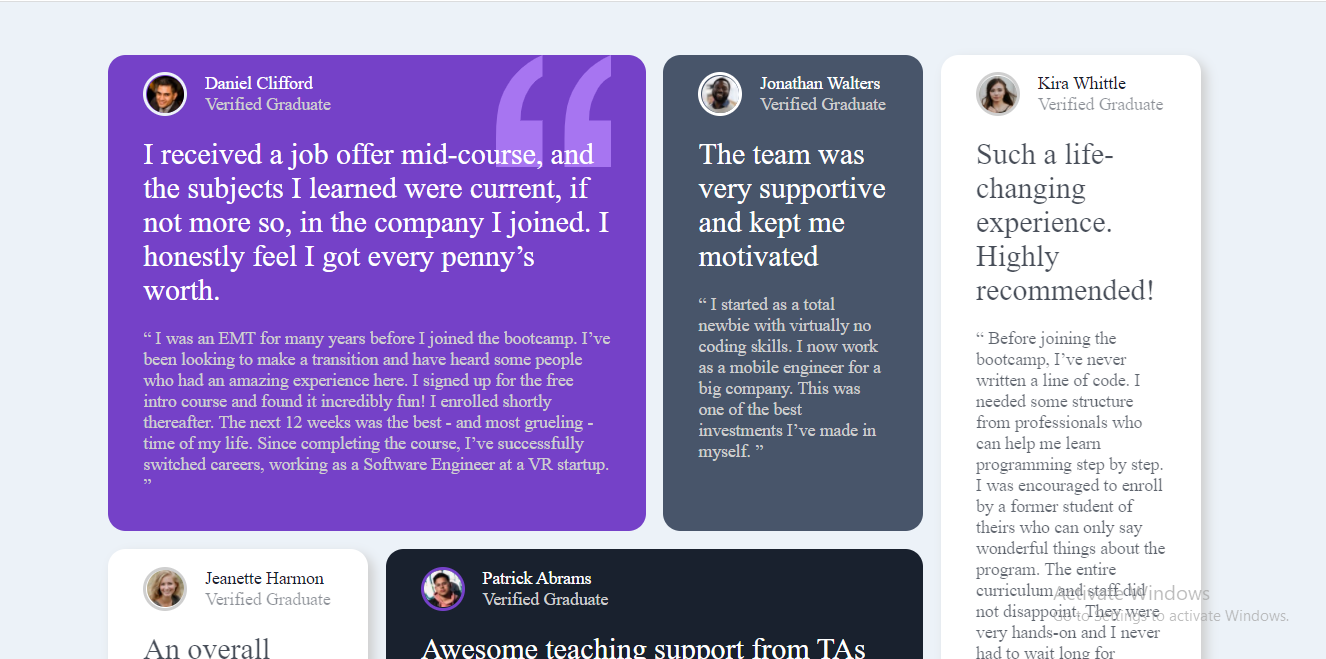 Daniel Clifford
Verified Graduate
I received a job offer mid-course, and
the subjects I learned were current, if
not more so, in the company I joined. I
honestly feel I got every penny’s
worth.
“ I was an EMT for many years before I joined the bootcamp. I’ve
been looking to make a transition and have heard some people
who had an amazing experience here. I signed up for the free
intro course and found it incredibly fun! I enrolled shortly
thereafter. The next 12 weeks was the best - and most grueling -
time of my life. Since completing the course, I’ve successfully
switched careers, working as a Software Engineer at a VR startup.
”
Jonathan Walters
Verified Graduate
The team was
very supportive
and kept me
motivated
“ I started as a total
newbie with virtually no
coding skills. I now work
as a mobile engineer for a
big company. This was
one of the best
investments I’ve made in
myself. ”
Kira Whittle
Verified Graduate
Such a life-
changing
experience.
Highly
recommended!
“ Before joining the
bootcamp, I’ve never
written a line of code. I
needed some structure
from professionals who
can help me learn
programming step by step.
I was encouraged to enroll
by a former student of
theirs who can only say
wonderful things about the
program. The entire
curriculum and staff did
not disappoint. They were
very hands-on and I never
had to wait long for
Jeanette Harmon
Verified Graduate
An overall
Patrick Abrams
Verified Graduate
Awesome teaching support from TAs
Activate Windows
Go to Settings to activate Windows.